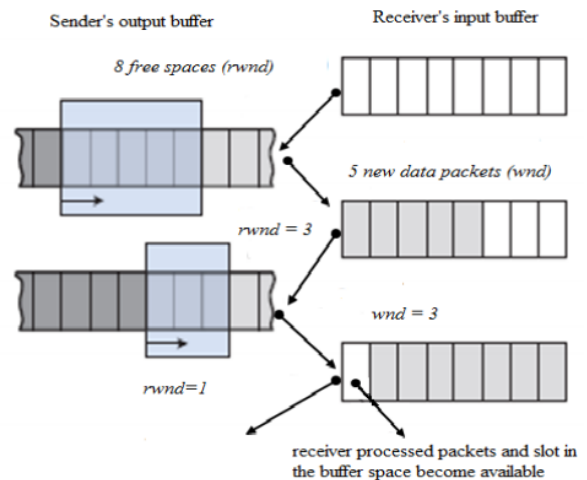 Sender's output buffer
Receiver's input buffer
8 free spaces (rwnd)
5 new data packets (wnd)
rwnd = 3
wnd = 3
rwnd=1
receiver processed packets and slot in
the buffer space become available